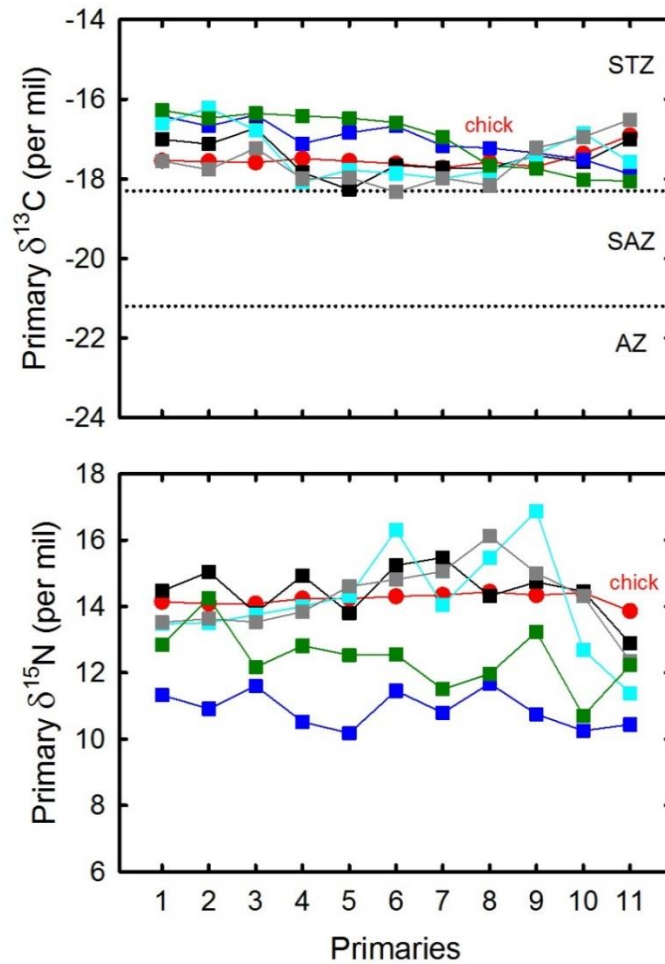 -14
-16
-18
-20
-22
-24
Primary δ¹³C (per mil)
STZ
chick
SAZ
AZ
18
16
14
12
10
8
6
Primary δ¹⁵N (per mil)
chick
1 2 3 4 5 6 7 8 9 10 11
Primaries